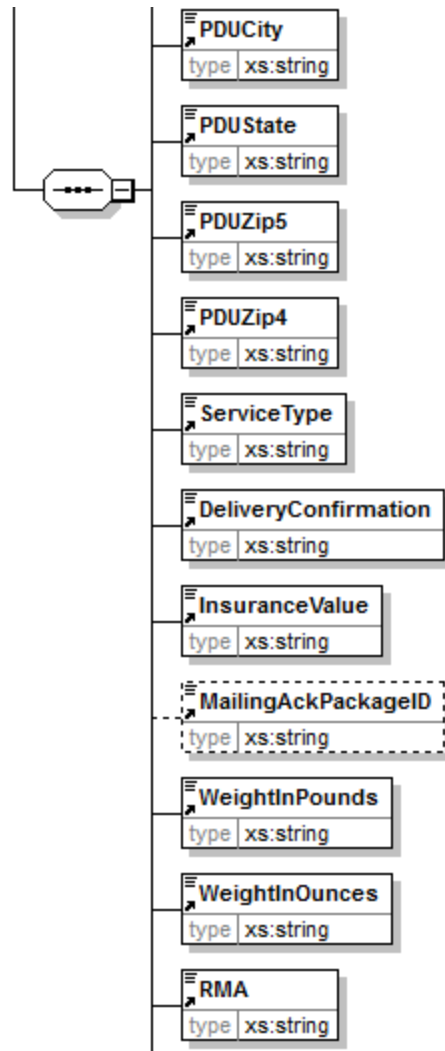 PDUCity
type xs:string
PDUState
type xs:string
PDUZip5
type xs:string
PDUZip4
type xs:string
ServiceType
type xs:string
DeliveryConfirmation
type xs:string
InsuranceValue
type xs:string
MailingAckPackageID
type xs:string
WeightInPounds
type xs:string
WeightInOunces
type xs:string
RMA
type xs:string